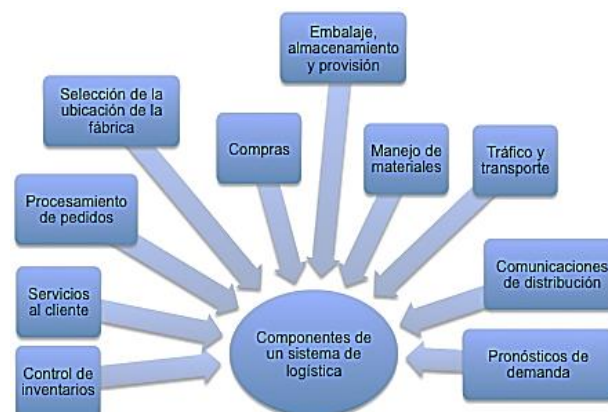 Embalaje,
almacenamiento
y provisión
Selección de la
ubicación de la
fábrica
Compras
Manejo de
materiales
Tráfico y
transporte
Procesamiento
de pedidos
Comunicaciones
de distribución
Servicios
al cliente
Componentes de
un sistema de
logística
Pronósticos de
demanda
Control de
inventarios